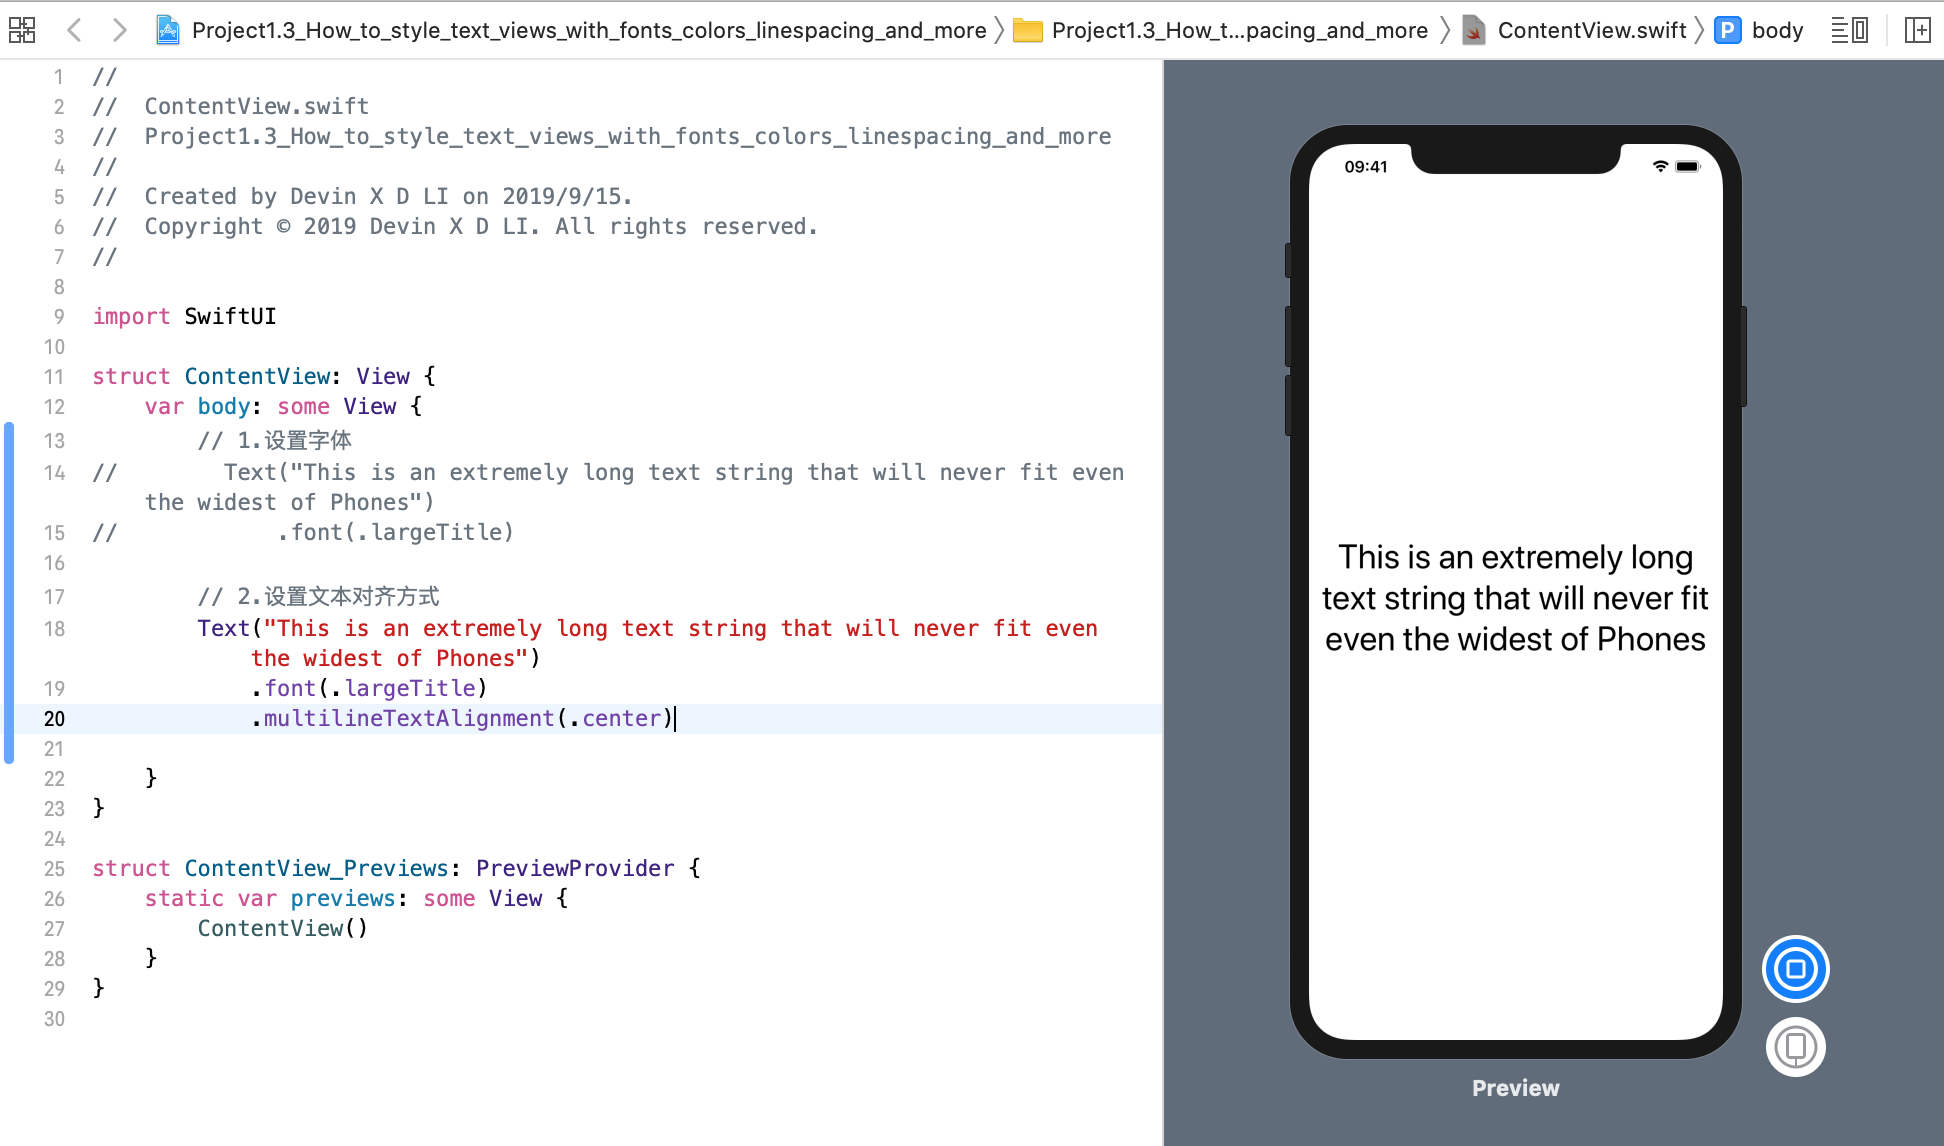 Project1.3_How_to_style_text_views_with_fonts_colors_linespacing_and_more
Project1.3_How_t...pacing_and_more
ContentView.swift
P body
1 //
2 //  ContentView.swift
3 //  Project1.3_How_to_style_text_views_with_fonts_colors_linespacing_and_more
4 //
5 //  Created by Devin X D LI on 2019/9/15.
6 //  Copyright © 2019 Devin X D LI. All rights reserved.
7 //
8
9 import SwiftUI
10
11 struct ContentView: View {
12     var body: some View {
13         // 1.设置字体
14 //        Text("This is an extremely long text string that will never fit even
the widest of Phones")
15 //            .font(.largeTitle)
16
17         // 2.设置文本对齐方式
18         Text("This is an extremely long text string that will never fit even
the widest of Phones")
19             .font(.largeTitle)
20             .multilineTextAlignment(.center)
21
22     }
23 }
24
25 struct ContentView_Previews: PreviewProvider {
26     static var previews: some View {
27         ContentView()
28     }
29 }
30
09:41
This is an extremely long
text string that will never fit
even the widest of Phones
Preview